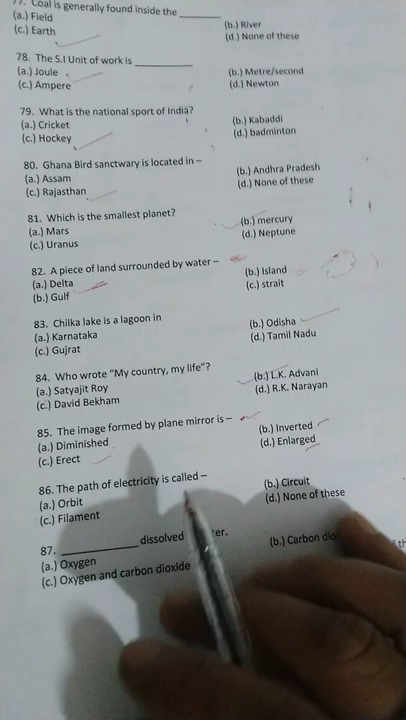 77. Coal is generally found inside the ________
(a.) Field (b.) River
(c.) Earth (d.) None of these
78. The S.I Unit of work is ___________
(a.) Joule (b.) Metre/second
(c.) Ampere (d.) Newton
79. What is the national sport of India?
(a.) Cricket (b.) Kabaddi
(c.) Hockey (d.) badminton
80. Ghana Bird sanctwary is located in –
(a.) Assam (b.) Andhra Pradesh
(c.) Rajasthan (d.) None of these
81. Which is the smallest planet?
(a.) Mars (b.) mercury
(c.) Uranus (d.) Neptune
82. A piece of land surrounded by water –
(a.) Delta (b.) Island
(b.) Gulf (c.) strait
83. Chilka lake is a lagoon in
(a.) Karnataka (b.) Odisha
(c.) Gujrat (d.) Tamil Nadu
84. Who wrote "My country, my life"?
(a.) Satyajit Roy (b.) L.K. Advani
(c.) David Bekham (d.) R.K. Narayan
85. The image formed by plane mirror is –
(a.) Diminished (b.) Inverted
(c.) Erect (d.) Enlarged
86. The path of electricity is called –
(a.) Orbit (b.) Circuit
(c.) Filament (d.) None of these
87. ____________ dissolved
(a.) Oxygen (b.) Carbon
(c.) Oxygen and carbon dioxide